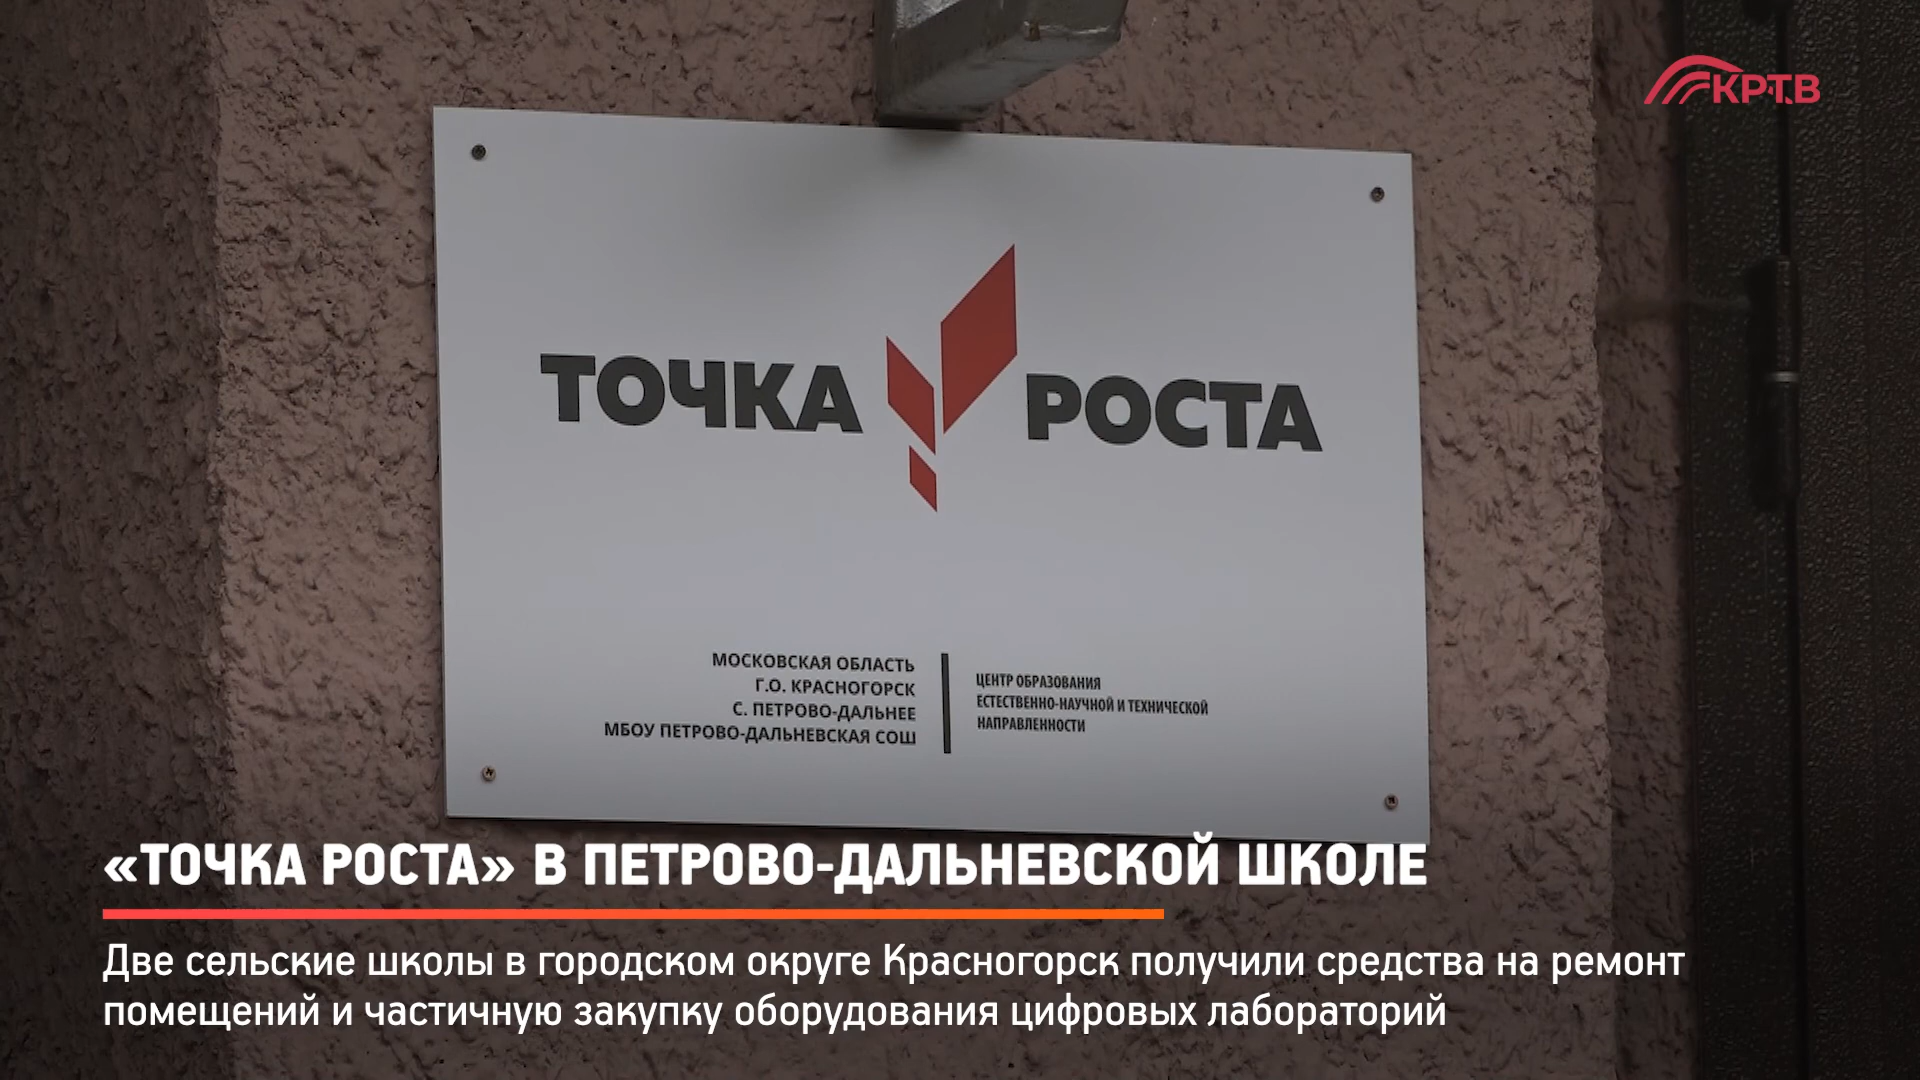 КРТВ
ТОЧКА РОСТА
МОСКОВСКАЯ ОБЛАСТЬ
Г.О. КРАСНОГОРСК
С. ПЕТРОВО-ДАЛЬНЕЕ
МБОУ ПЕТРОВО-ДАЛЬНЕВСКАЯ СОШ
ЦЕНТР ОБРАЗОВАНИЯ
ЕСТЕСТВЕННО-НАУЧНОЙ И ТЕХНИЧЕСКОЙ
НАПРАВЛЕННОСТИ
«ТОЧКА РОСТА» В ПЕТРОВО-ДАЛЬНЕВСКОЙ ШКОЛЕ
Две сельские школы в городском округе Красногорск получили средства на ремонт
помещений и частичную закупку оборудования цифровых лабораторий